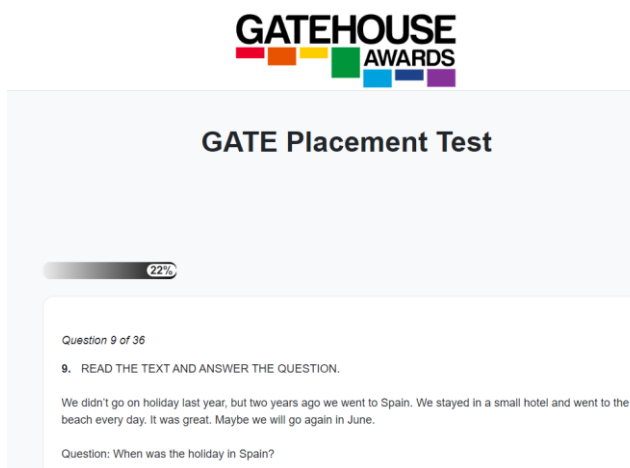 GATEHOUSE
AWARDS
GATE Placement Test
22%
Question 9 of 36
9. READ THE TEXT AND ANSWER THE QUESTION.
We didn't go on holiday last year, but two years ago we went to Spain. We stayed in a small hotel and went to the
beach every day. It was great. Maybe we will go again in June.
Question: When was the holiday in Spain?